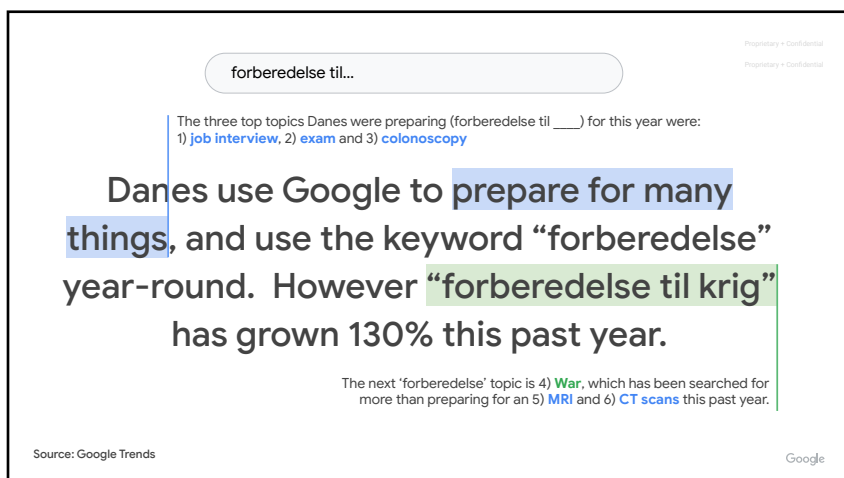 Proprietary + Confidential
Proprietary + Confidential
forberedelse til...
The three top topics Danes were preparing (forberedelse til ____) for this year were:
1) job interview, 2) exam and 3) colonoscopy
Danes use Google to prepare for many
things, and use the keyword “forberedelse”
year-round.  However “forberedelse til krig”
has grown 130% this past year.
The next ‘forberedelse’ topic is 4) War, which has been searched for
more than preparing for an 5) MRI and 6) CT scans this past year.
Source: Google Trends
Google